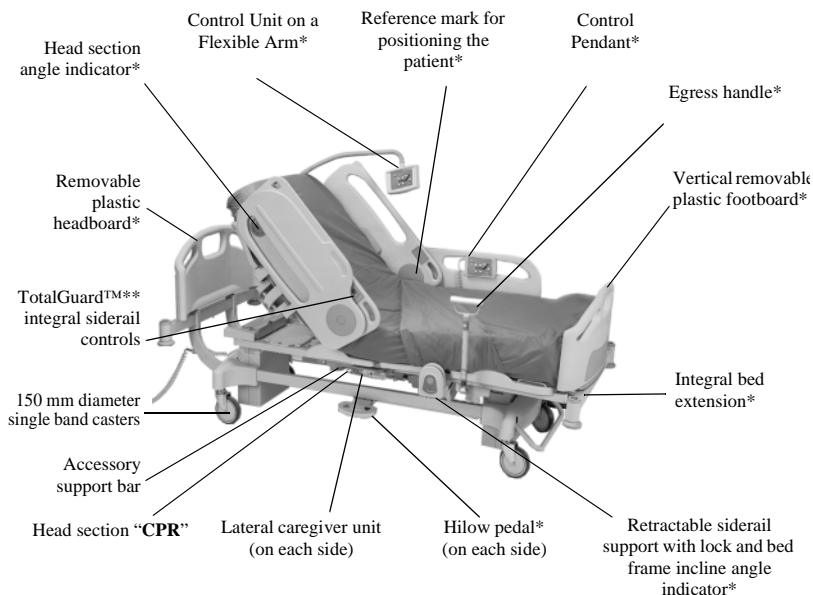 Control Unit on a
Flexible Arm*
Reference mark for
positioning the
patient*
Control
Pendant*
Head section
angle indicator*
Egress handle*
Removable
plastic
headboard*
Vertical removable
plastic footboard*
TotalGuard™**
integral siderail
controls
150 mm diameter
single band casters
Integral bed
extension*
Accessory
support bar
Head section “CPR”
Lateral caregiver unit
(on each side)
Hilow pedal*
(on each side)
Retractable siderail
support with lock and bed
frame incline angle
indicator*